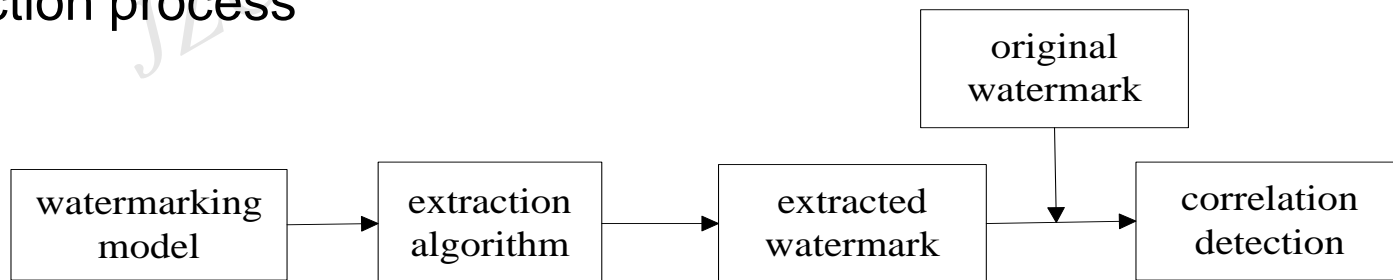 ction process
original
watermark
watermarking
model
extraction
algorithm
extracted
watermark
correlation
detection